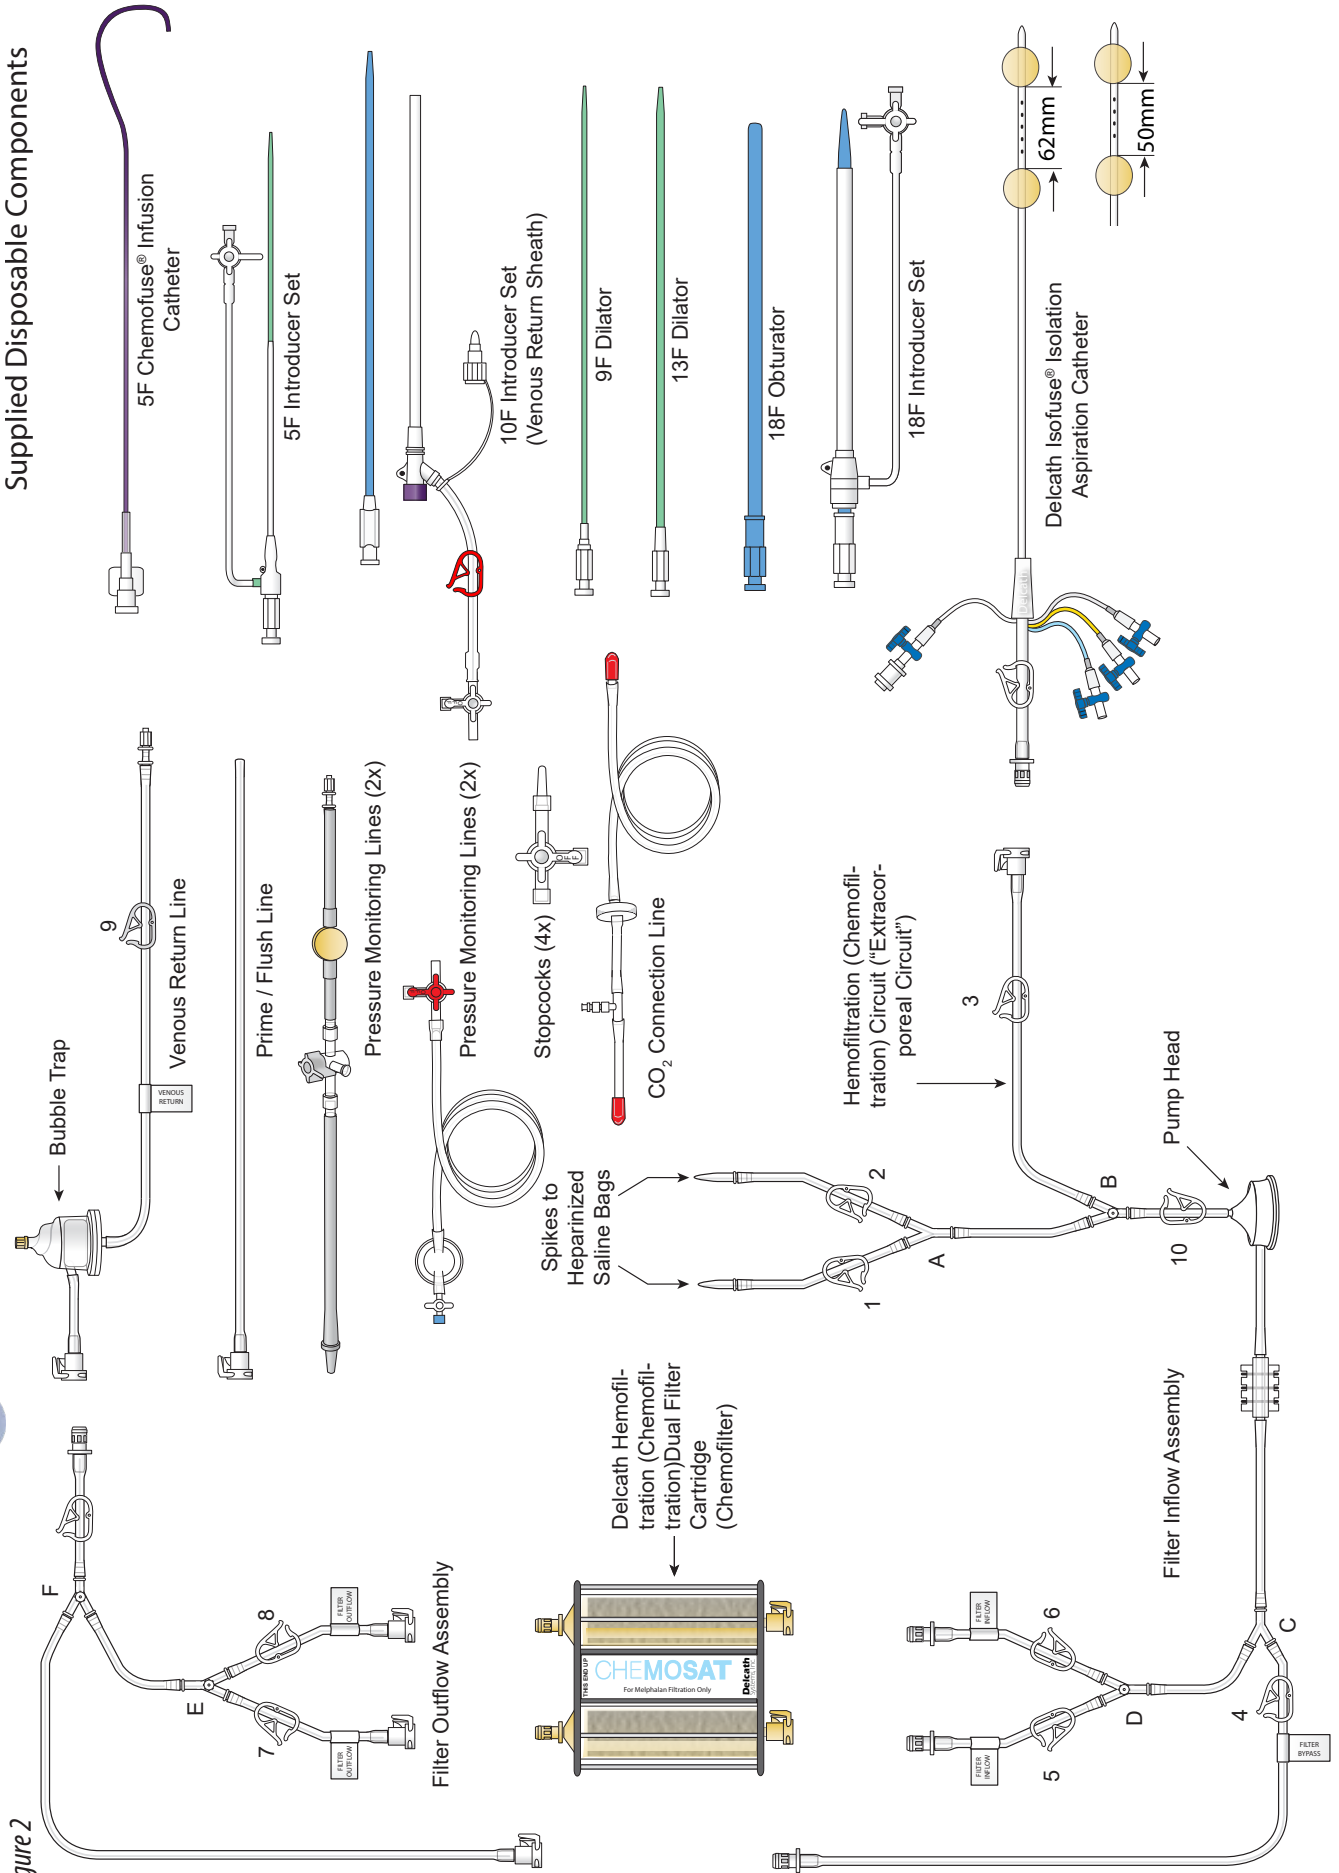 Supplied Disposable Components
gure 2
5F Chemofuse® Infusion
Catheter
5F Introducer Set
10F Introducer Set
(Venous Return Sheath)
9F Dilator
13F Dilator
18F Obturator
18F Introducer Set
Delcath Isofuse® Isolation
Aspiration Catheter
62mm
50mm
Delcath
Bubble Trap
9
VENOUS
RETURN
Venous Return Line
Prime / Flush Line
Pressure Monitoring Lines (2x)
Pressure Monitoring Lines (2x)
Stopcocks (4x)
OFF
CO2 Connection Line
Spikes to
Heparinized
Saline Bags
1
2
A
Hemofiltration (Chemofil-
tration) Circuit (“Extracor-
poreal Circuit”)
3
B
10
Pump Head
F
E
7
8
FILTER
OUTFLOW
FILTER
OUTFLOW
Filter Outflow Assembly
Delcath Hemofil-
tration (Chemofil-
tration)Dual Filter
Cartridge
(Chemofilter)
THIS END UP
CHEMOSAT
For Melphalan Filtration Only
Delcath
FILTER
INFLOW
FILTER
INFLOW
5
6
D
C
4
FILTER
BYPASS
Filter Inflow Assembly